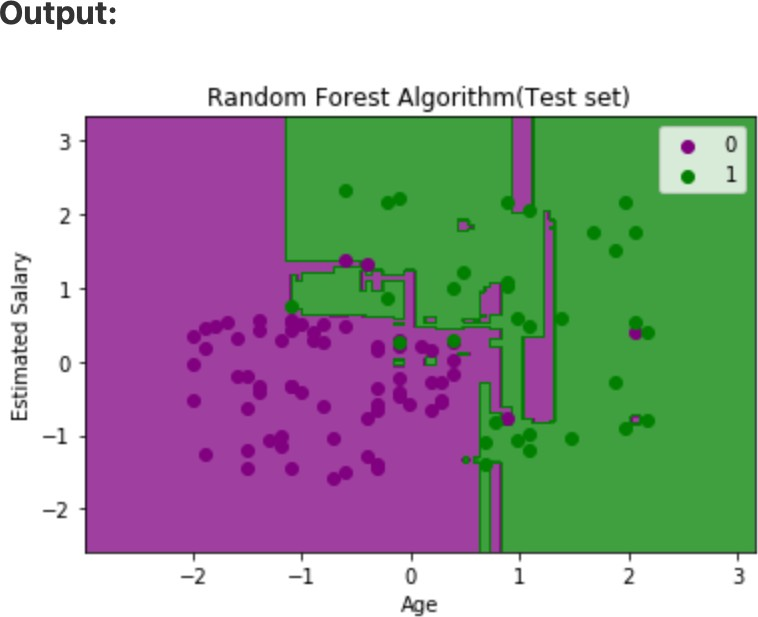 Output:
Random Forest Algorithm(Test set)
0
1
3
2
1
0
−1
−2
Estimated Salary
−2 −1 0 1 2 3
Age